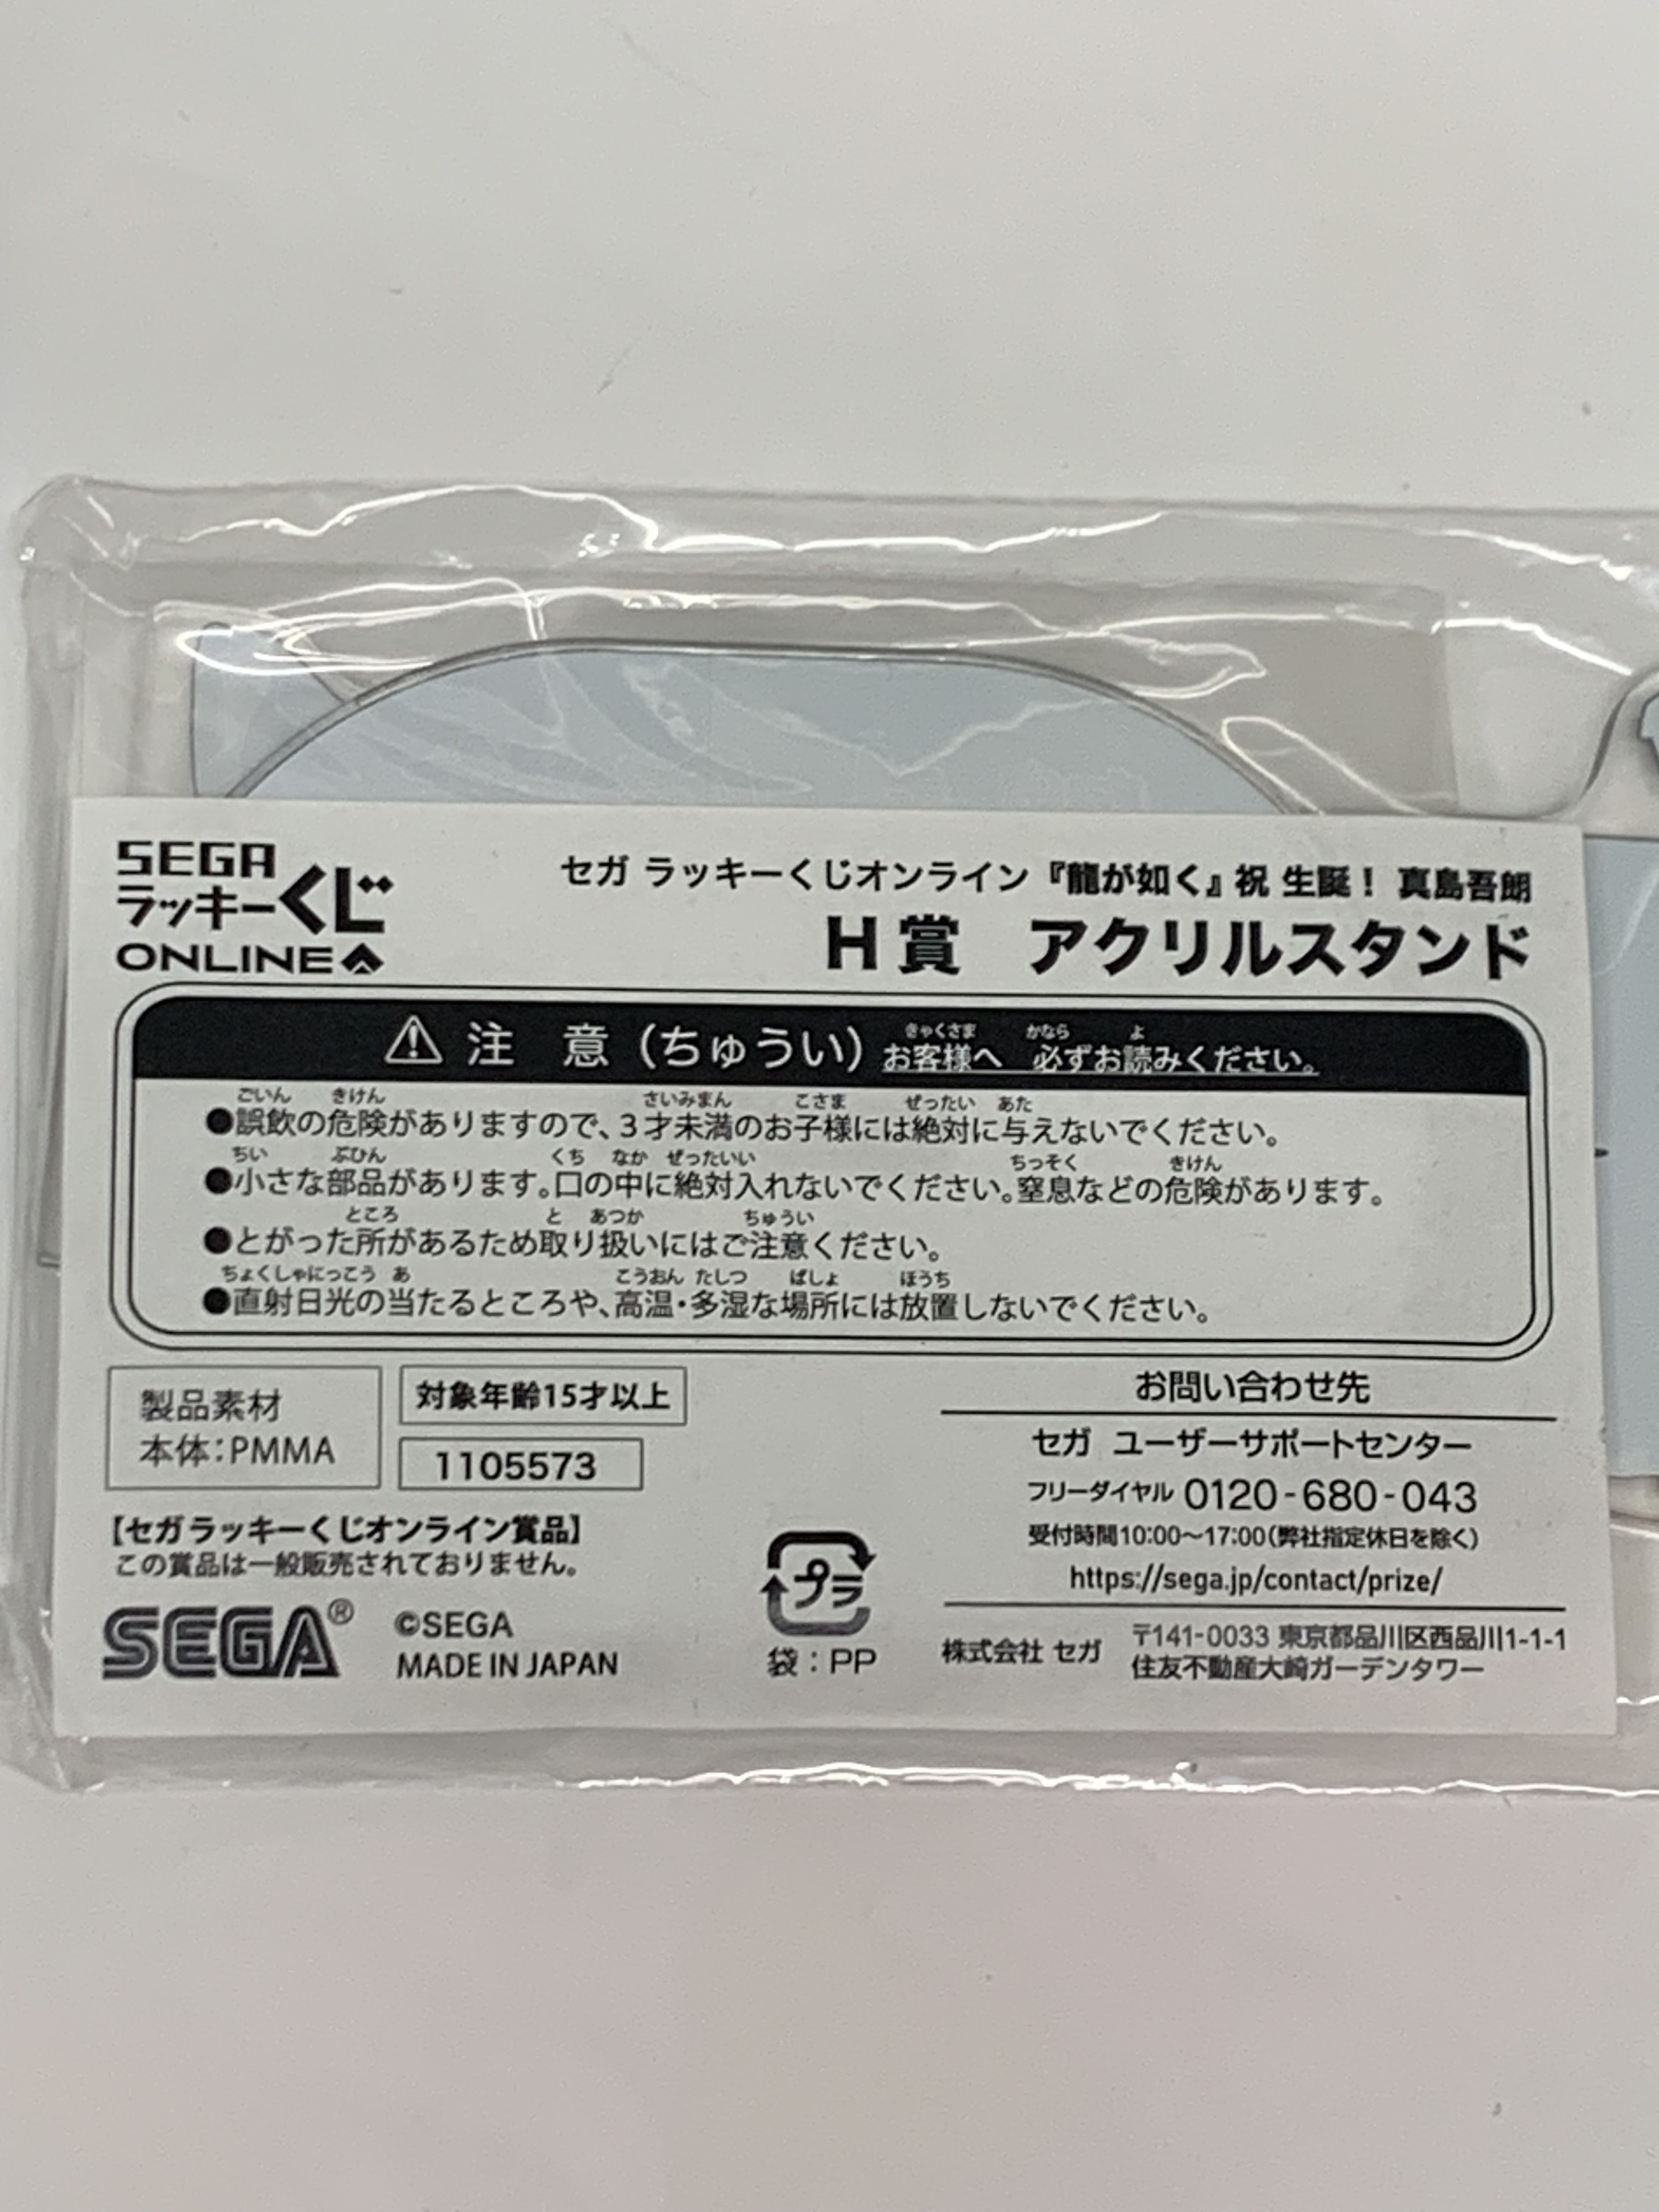 SEGA
ラッキーくじ
ONLINE
セガ ラッキーくじオンライン『龍が如く』祝 生誕！ 真島吾朗
H賞 アクリルスタンド
注 意（ちゅうい）お客様へ 必ずお読みください。
●誤飲の危険がありますので、3才未満のお子様には絶対に与えないでください。
●小さな部品があります。口の中に絶対入れないでください。窒息などの危険があります。
●とがった所があるため取り扱いにはご注意ください。
●直射日光の当たるところや、高温・多湿な場所には放置しないでください。
製品素材
本体：PMMA
対象年齢15才以上
1105573
【セガラッキーくじオンライン賞品】
この賞品は一般販売されておりません。
SEGA®
©SEGA
MADE IN JAPAN
プラ
袋：PP
お問い合わせ先
セガ ユーザーサポートセンター
フリーダイヤル 0120-680-043
受付時間10:00〜17:00（弊社指定休日を除く）
https://sega.jp/contact/prize/
株式会社 セガ
〒141-0033 東京都品川区西品川1-1-1
住友不動産大崎ガーデンタワー